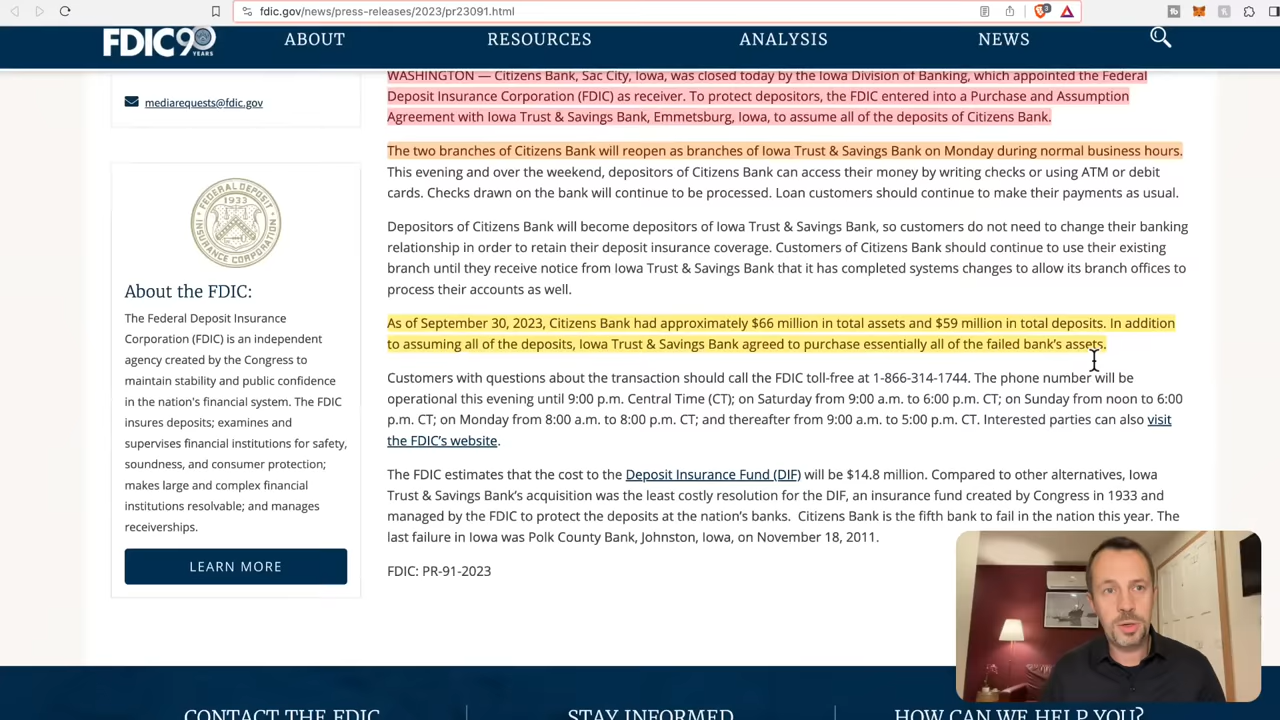 fdic.gov/news/press-releases/2023/pr23091.html
FDIC 90 YEARS
ABOUT
RESOURCES
ANALYSIS
NEWS
mediarequests@fdic.gov
FEDERAL DEPOSIT INSURANCE CORPORATION
1933
About the FDIC:
The Federal Deposit Insurance
Corporation (FDIC) is an independent
agency created by the Congress to
maintain stability and public confidence
in the nation's financial system. The FDIC
insures deposits; examines and
supervises financial institutions for safety,
soundness, and consumer protection;
makes large and complex financial
institutions resolvable; and manages
receiverships.
LEARN MORE
WASHINGTON — Citizens Bank, Sac City, Iowa, was closed today by the Iowa Division of Banking, which appointed the Federal
Deposit Insurance Corporation (FDIC) as receiver. To protect depositors, the FDIC entered into a Purchase and Assumption
Agreement with Iowa Trust & Savings Bank, Emmetsburg, Iowa, to assume all of the deposits of Citizens Bank.
The two branches of Citizens Bank will reopen as branches of Iowa Trust & Savings Bank on Monday during normal business hours.
This evening and over the weekend, depositors of Citizens Bank can access their money by writing checks or using ATM or debit
cards. Checks drawn on the bank will continue to be processed. Loan customers should continue to make their payments as usual.
Depositors of Citizens Bank will become depositors of Iowa Trust & Savings Bank, so customers do not need to change their banking
relationship in order to retain their deposit insurance coverage. Customers of Citizens Bank should continue to use their existing
branch until they receive notice from Iowa Trust & Savings Bank that it has completed systems changes to allow its branch offices to
process their accounts as well.
As of September 30, 2023, Citizens Bank had approximately $66 million in total assets and $59 million in total deposits. In addition
to assuming all of the deposits, Iowa Trust & Savings Bank agreed to purchase essentially all of the failed bank's assets.
Customers with questions about the transaction should call the FDIC toll-free at 1-866-314-1744. The phone number will be
operational this evening until 9:00 p.m. Central Time (CT); on Saturday from 9:00 a.m. to 6:00 p.m. CT; on Sunday from noon to 6:00
p.m. CT; on Monday from 8:00 a.m. to 8:00 p.m. CT; and thereafter from 9:00 a.m. to 5:00 p.m. CT. Interested parties can also visit
the FDIC's website.
The FDIC estimates that the cost to the Deposit Insurance Fund (DIF) will be $14.8 million. Compared to other alternatives, Iowa
Trust & Savings Bank's acquisition was the least costly resolution for the DIF, an insurance fund created by Congress in 1933 and
managed by the FDIC to protect the deposits at the nation's banks. Citizens Bank is the fifth bank to fail in the nation this year. The
last failure in Iowa was Polk County Bank, Johnston, Iowa, on November 18, 2011.
FDIC: PR-91-2023
CONTACT THE FDIC
STAY INFORMED
HOW CAN WE HELP YOU?